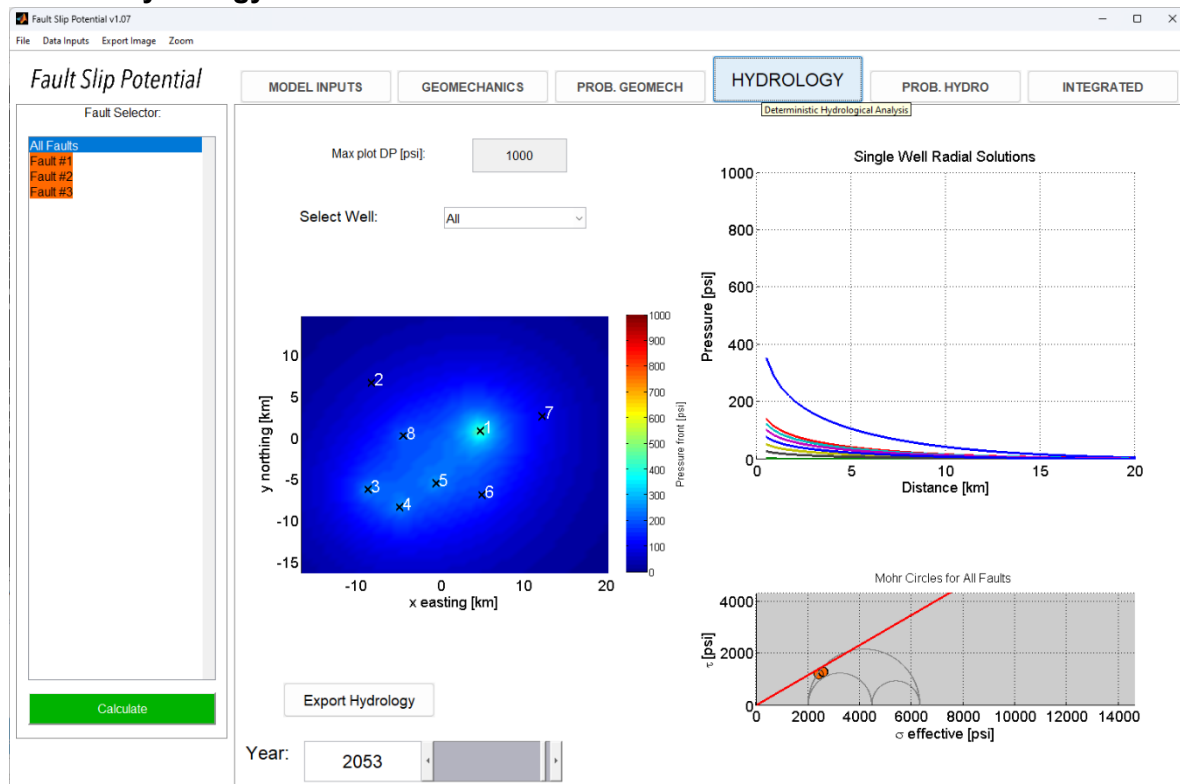 Fault Slip Potential v1.07
File Data Inputs Export Image Zoom
Fault Slip Potential
MODEL INPUTS GEOMECHANICS PROB. GEOMECH HYDROLOGY PROB. HYDRO INTEGRATED
Deterministic Hydrological Analysis
Fault Selector:
All Faults
Fault #1
Fault #2
Fault #3
Calculate
Max plot DP [psi]: 1000
Select Well: All
10
5
0
-5
-10
-15
y northing [km]
-10 0 10 20
x easting [km]
2
7
1
8
5
3
6
4
1000
900
800
700
600
500
400
300
200
100
0
Pressure front [psi]
Export Hydrology
Year: 2053
Single Well Radial Solutions
1000
800
600
400
200
0
Pressure [psi]
0 5 10 15 20
Distance [km]
Mohr Circles for All Faults
4000
2000
0
τ [psi]
0 2000 4000 6000 8000 10000 12000 14000
σ effective [psi]